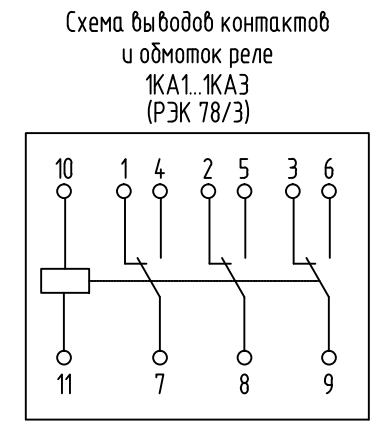 Схема выводов контактов
и обмоток реле
1КА1...1КА3
(РЭК 78/3)
10 1 4 2 5 3 6
11 7 8 9